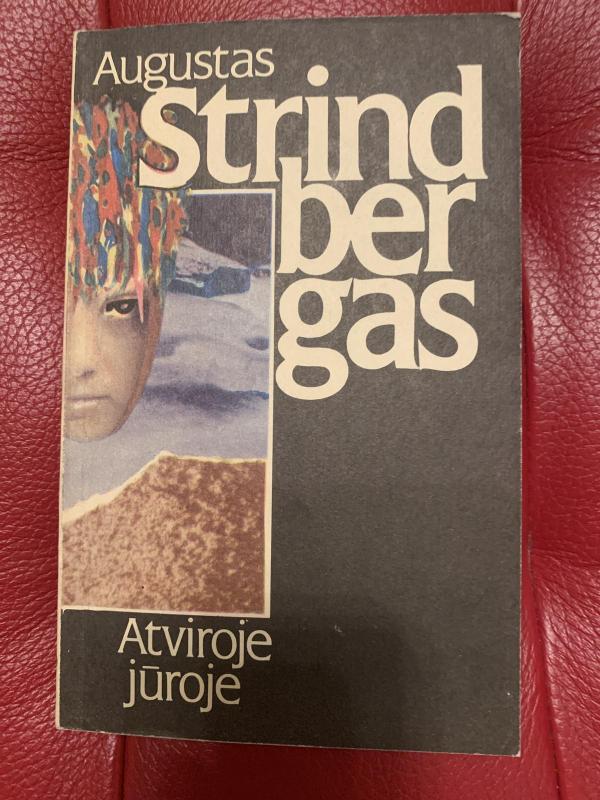 Augustas
Strind
ber
gas
Atviroje
jūroje